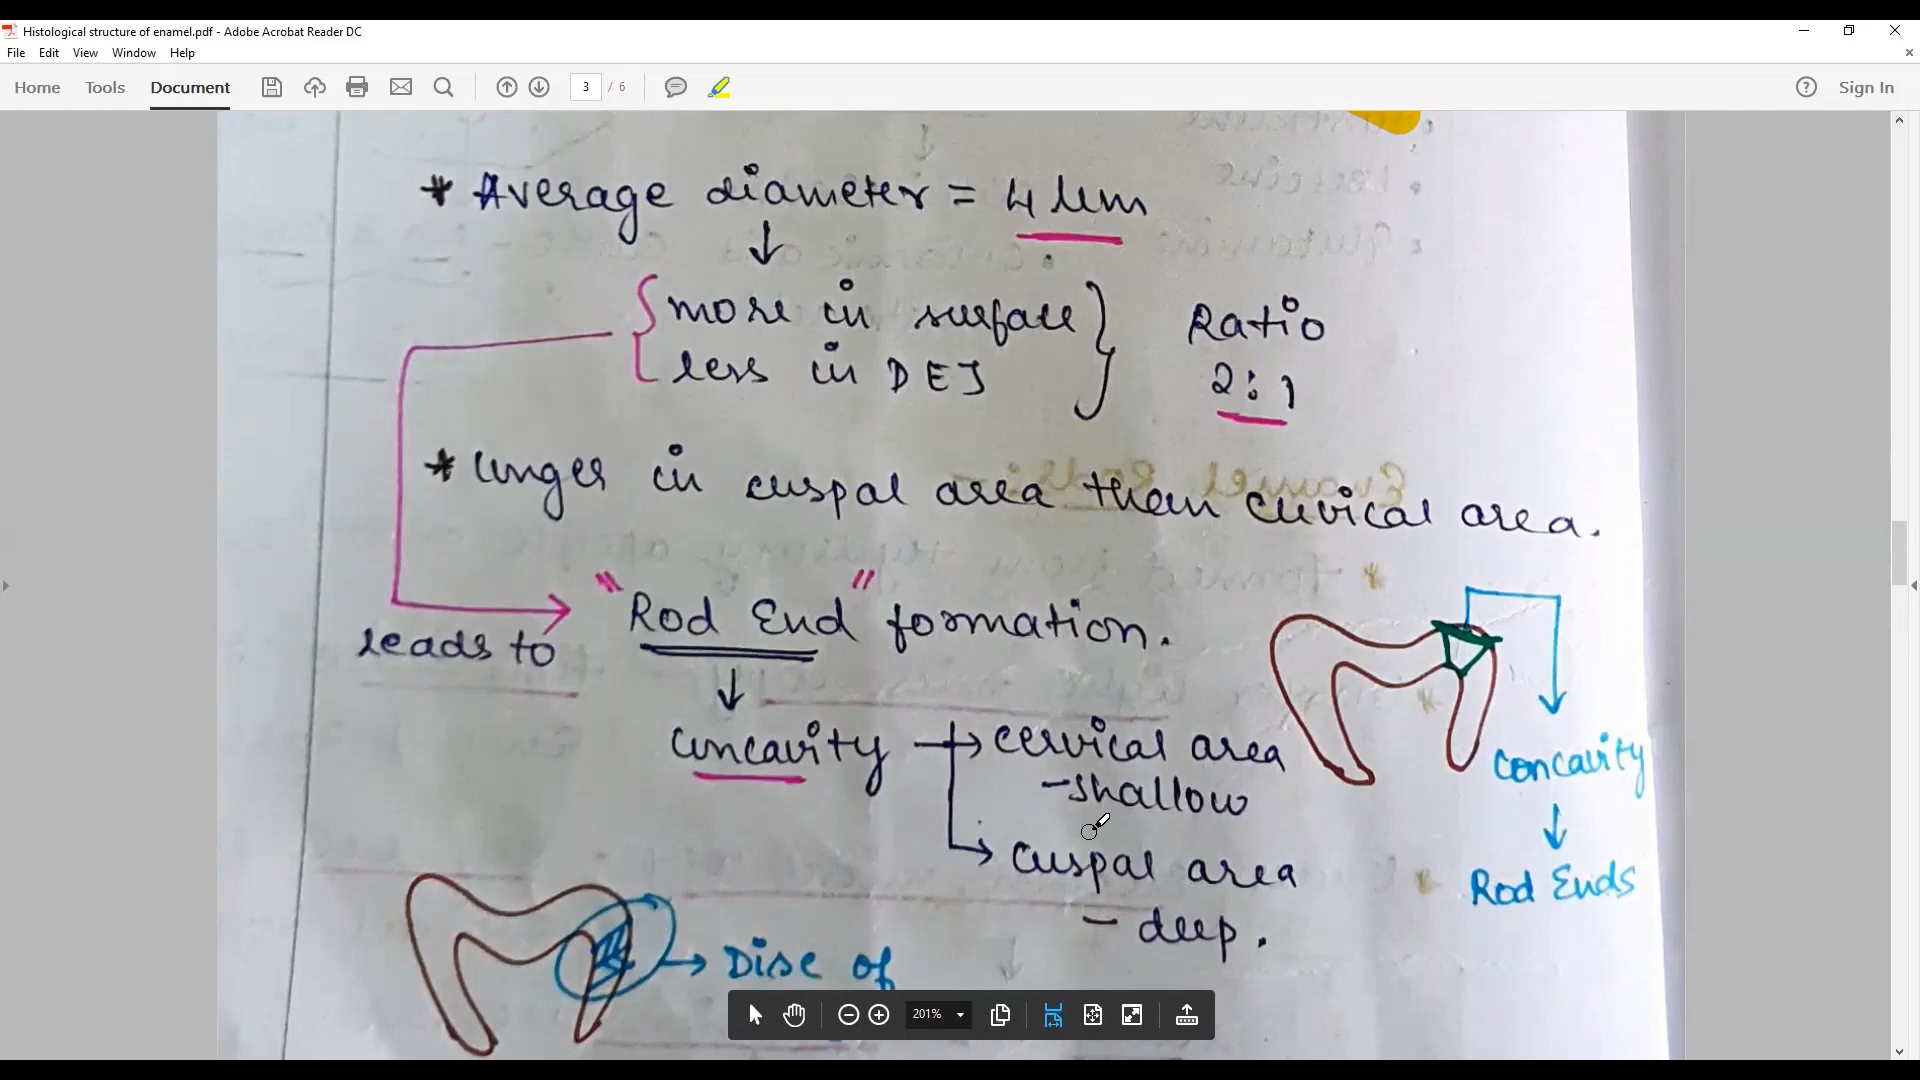 Histological structure of enamel.pdf - Adobe Acrobat Reader DC
File Edit View Window Help
Home Tools Document 3 / 6 Sign In
* Average diameter = 4 µm
more in surface
less in DEJ
Ratio
2:1
* longer in cuspal area than cervical area.
leads to
"Rod End" formation.
concavity → cervical area
- shallow
→ cuspal area
- deep.
concavity
Rod Ends
→ Disc of
201%